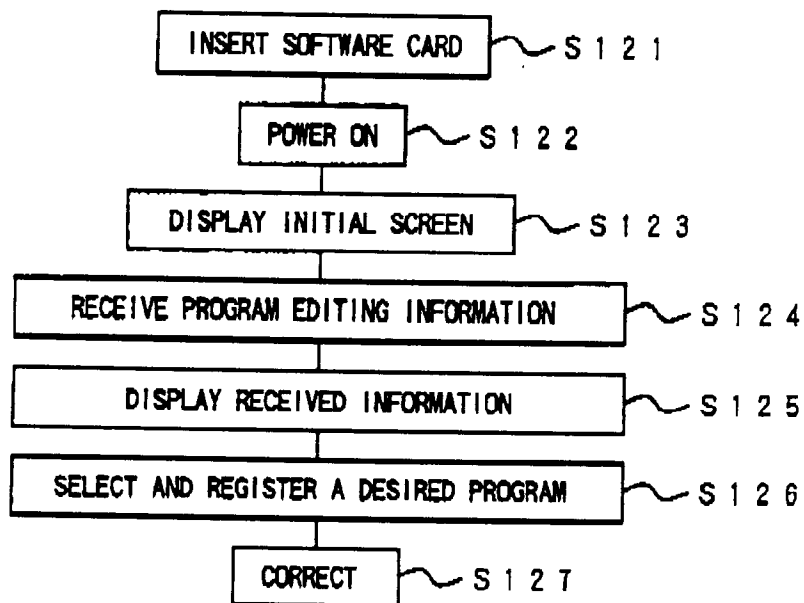 INSERT SOFTWARE CARD S121
POWER ON S122
DISPLAY INITIAL SCREEN S123
RECEIVE PROGRAM EDITING INFORMATION S124
DISPLAY RECEIVED INFORMATION S125
SELECT AND REGISTER A DESIRED PROGRAM S126
CORRECT S127